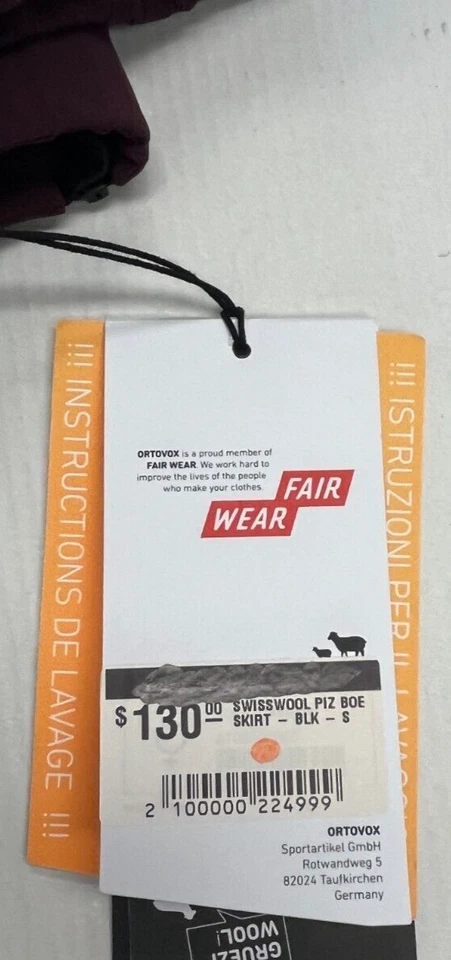 !!! INSTRUCTIONS DE LAVAGE !!!
!!! ISTRUZIONI PER IL LAVAGGIO
ORTOVOX is a proud member of
FAIR WEAR. We work hard to
improve the lives of the people
who make your clothes.
FAIR
WEAR
$130.00 SWISSWOOL PIZ BOE
SKIRT - BLK - S
2 100000 224999
ORTOVOX
Sportartikel GmbH
Rotwandweg 5
82024 Taufkirchen
Germany
GRUEZI
WOOL!